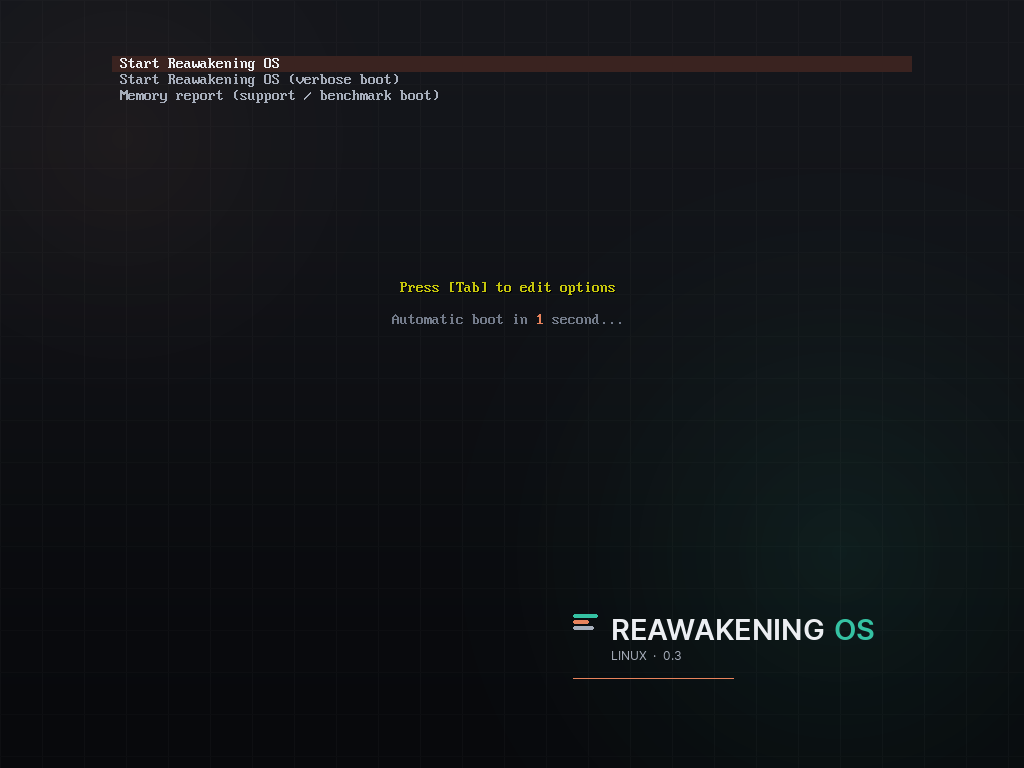 Start Reawakening OS
Start Reawakening OS (verbose boot)
Memory report (support / benchmark boot)
Press [Tab] to edit options
Automatic boot in 1 second...
REAWAKENING OS
LINUX · 0.3